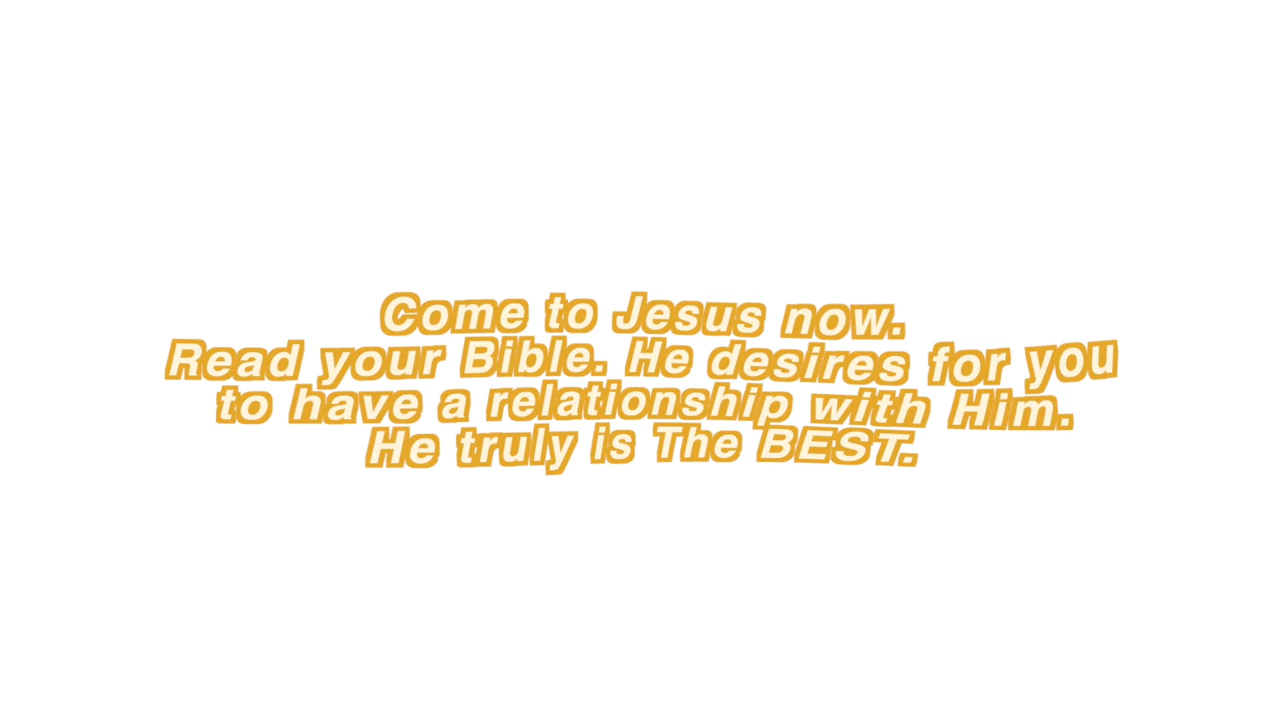 Come to Jesus now.
Read your Bible. He desires for you
to have a relationship with Him.
He truly is The BEST.